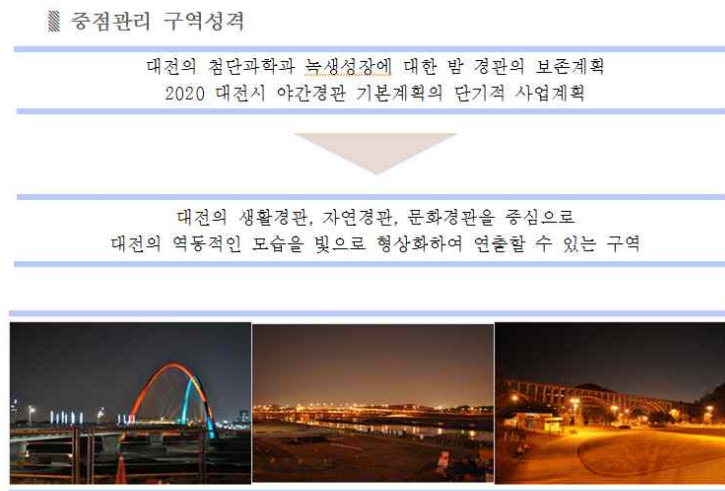 중점관리 구역성격
대전의 첨단과학과 녹생성장에 대한 밤 경관의 보존계획
2020 대전시 야간경관 기본계획의 단기적 사업계획
대전의 생활경관, 자연경관, 문화경관을 중심으로
대전의 역동적인 모습을 빛으로 형상화하여 연출할 수 있는 구역